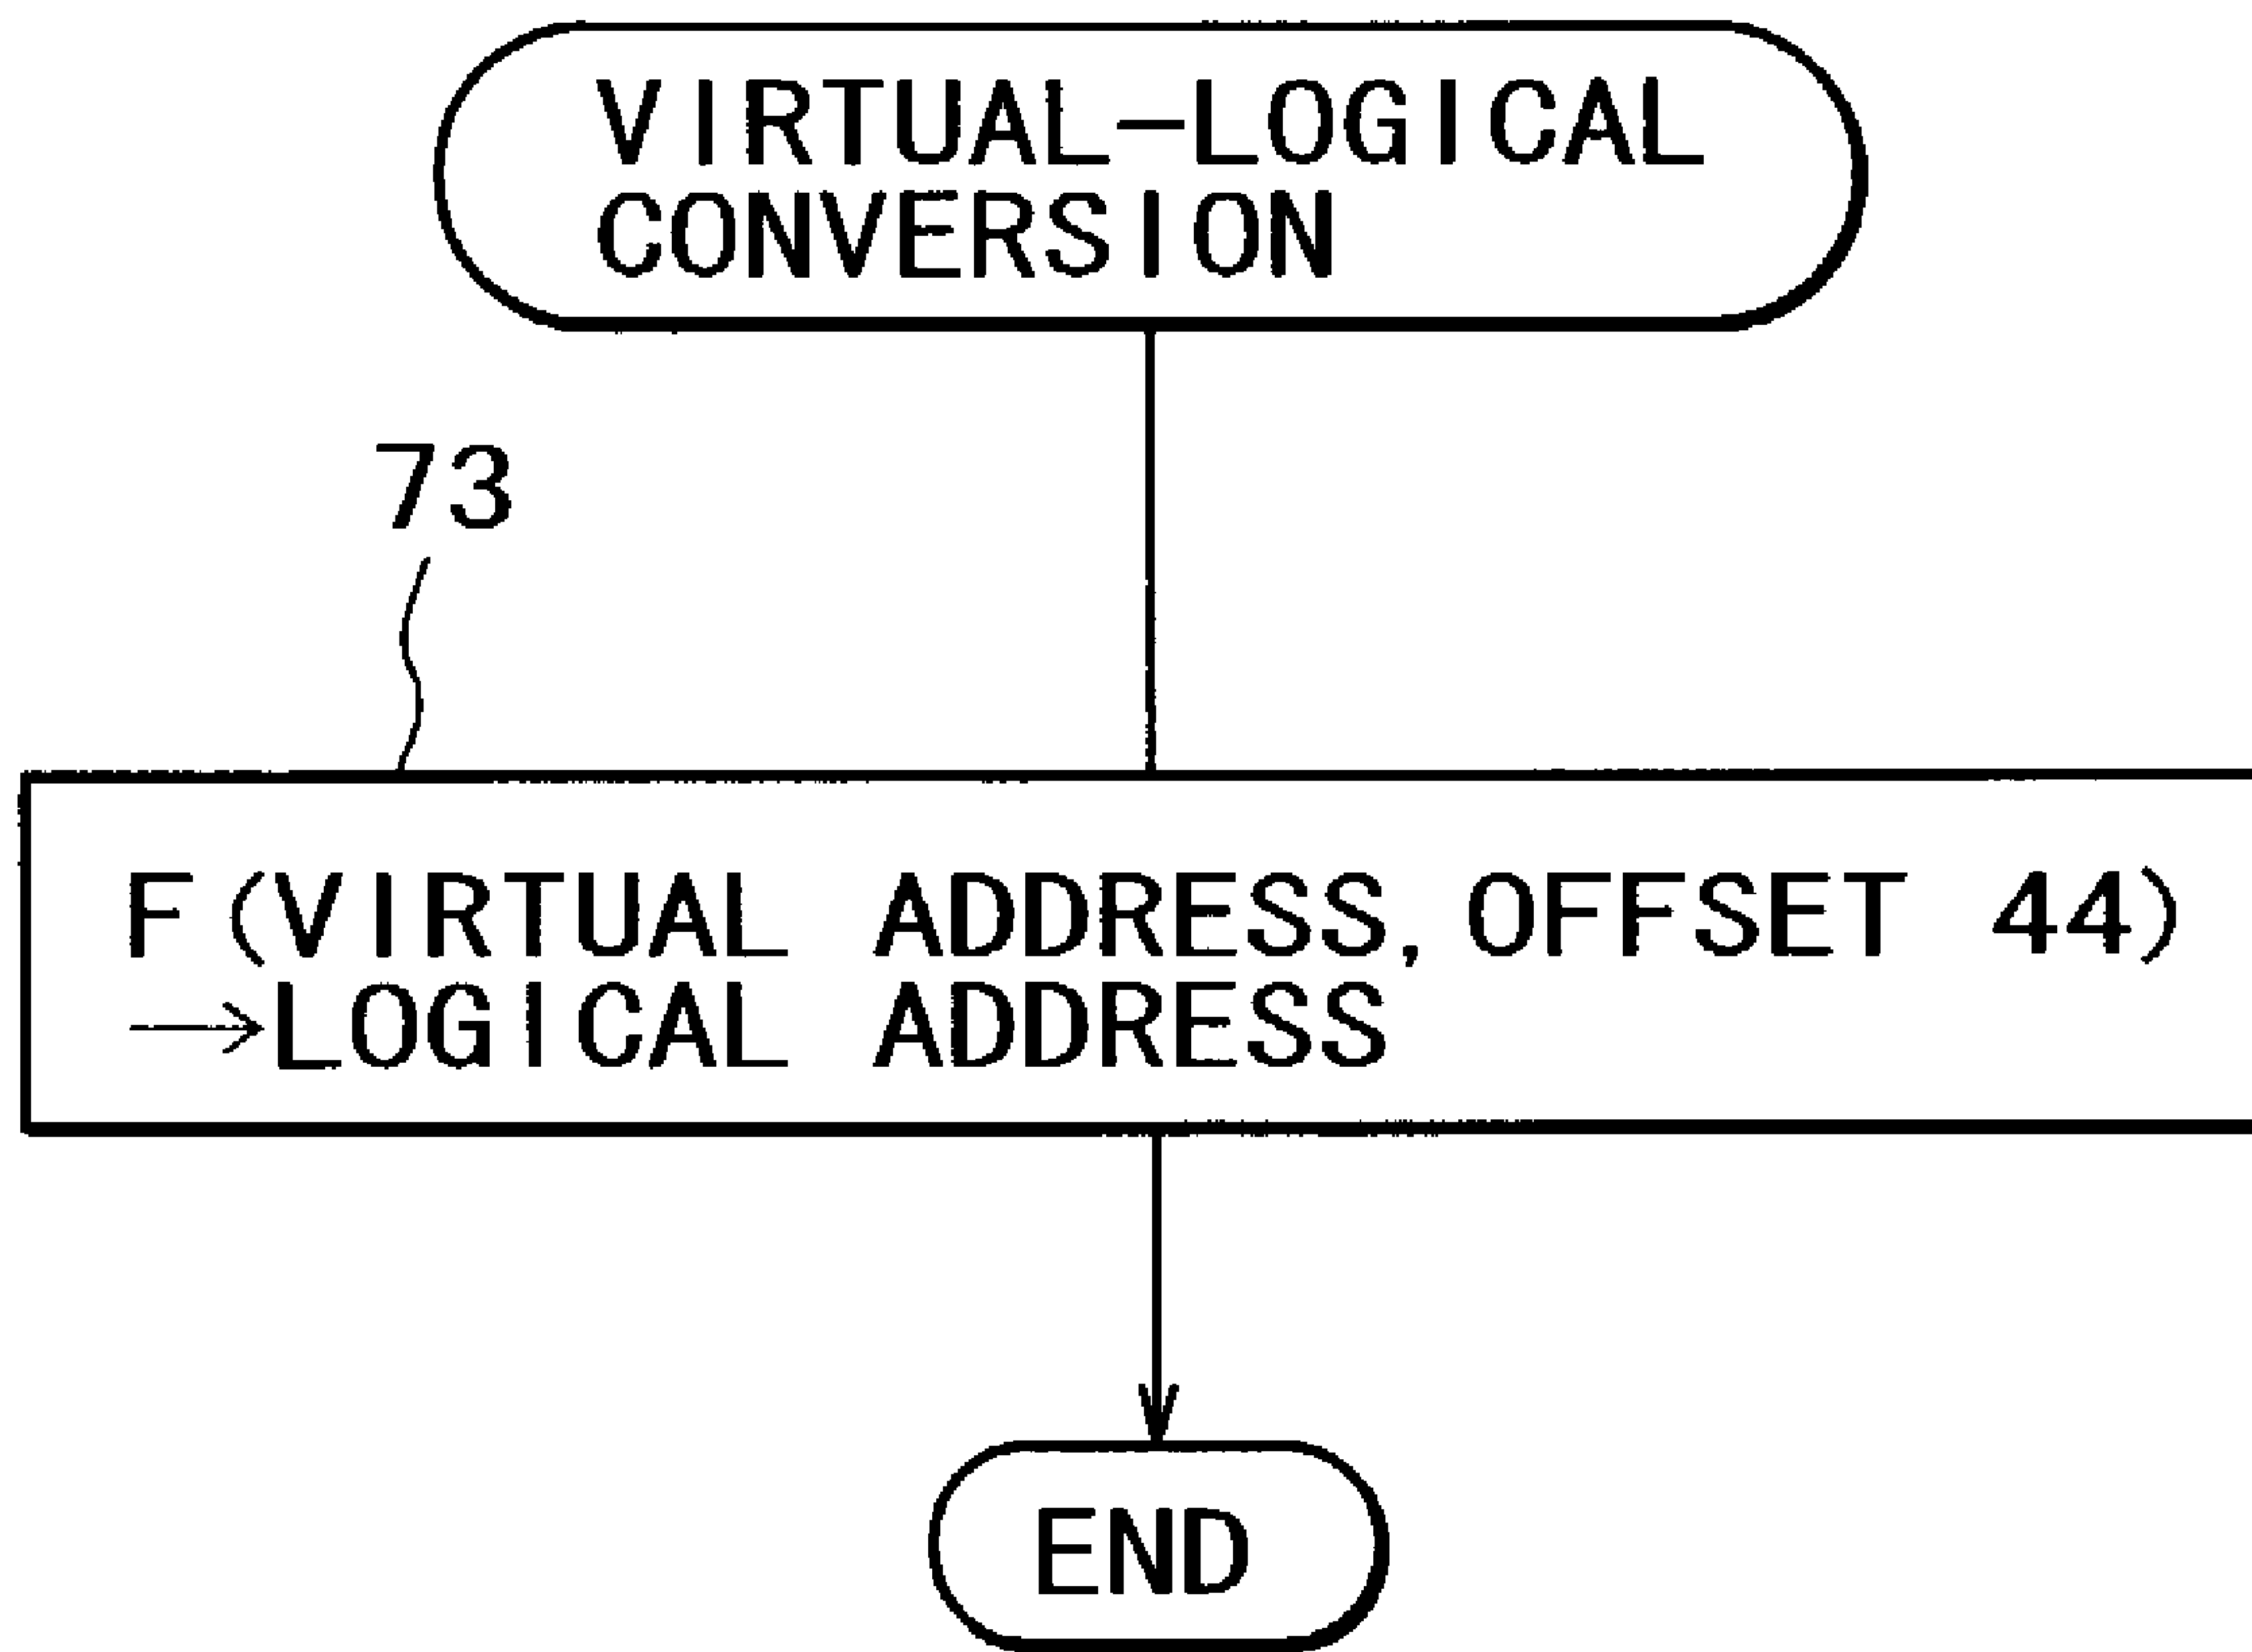 VIRTUAL-LOGICAL
CONVERSION
73
F(VIRTUAL ADDRESS, OFFSET 44)
→LOGICAL ADDRESS
END